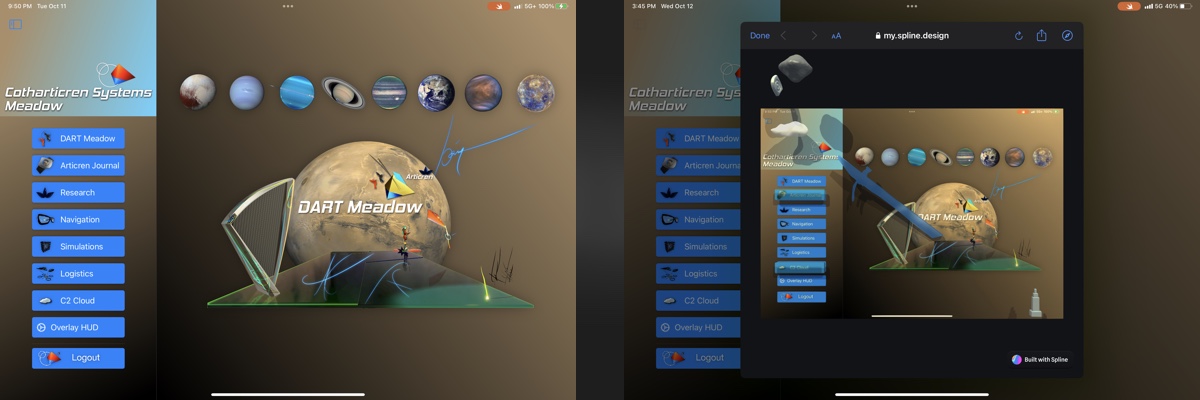 9:50 PM Tue Oct 11
5G+ 100%
Cotharticren Systems
Meadow
DART Meadow
Articren Journal
Research
Navigation
Simulations
Logistics
C2 Cloud
Overlay HUD
Logout
Articren
DART Meadow
3:45 PM Wed Oct 12
5G 40%
Cotharticren Systems
Meadow
DART Meadow
Articren Journal
Research
Navigation
Simulations
Logistics
C2 Cloud
Overlay HUD
Logout
Done
AA
my.spline.design
Cotharticren Systems
Meadow
DART Meadow
Research
Navigation
Simulations
Logistics
C2 Cloud
Overlay HUD
Logout
DART Meadow
Built with Spline